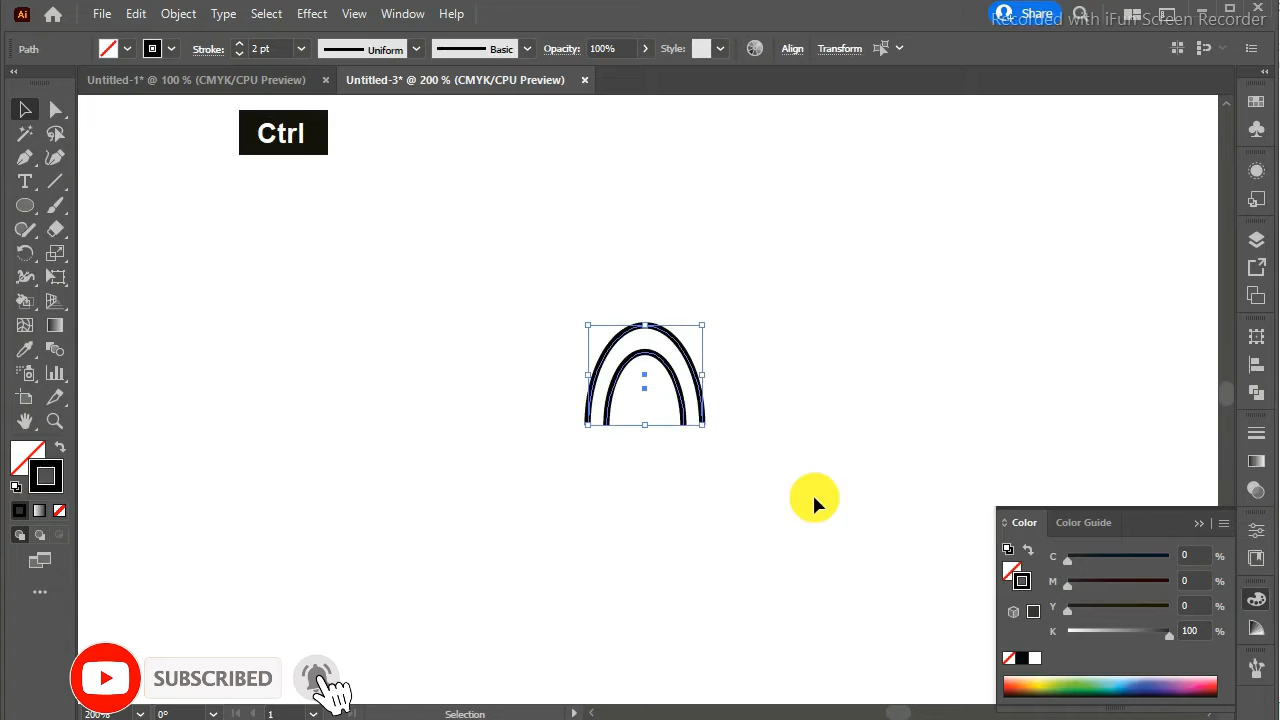 Ai File Edit Object Type Select Effect View Window Help Share
Recorded with iFun Screen Recorder
Path Stroke: 2 pt Uniform Basic Opacity: 100% Style: Align Transform
Untitled-1* @ 100 % (CMYK/CPU Preview) Untitled-3* @ 200 % (CMYK/CPU Preview)
Ctrl
Color Color Guide
C 0 %
M 0 %
Y 0 %
K 100 %
SUBSCRIBED
200% 0° 1 Selection